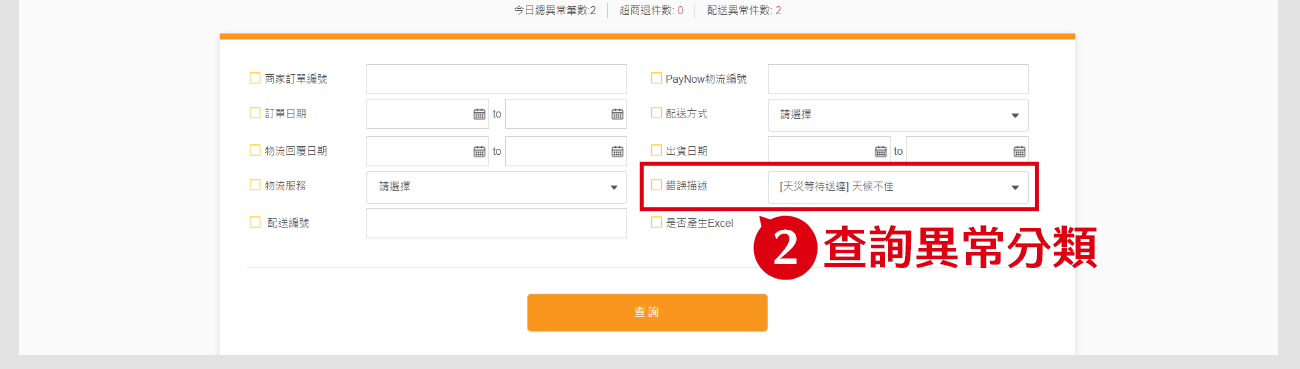 今日總異常筆數:2 超商退件數: 0 配送異常件數: 2
商家訂單編號 PayNow物流編號
訂單日期 to 配送方式 請選擇
物流回覆日期 to 出貨日期 to
物流服務 請選擇 錯誤描述 [天災等待送達] 天候不佳
配送編號 是否產生Excel
2 查詢異常分類
查詢